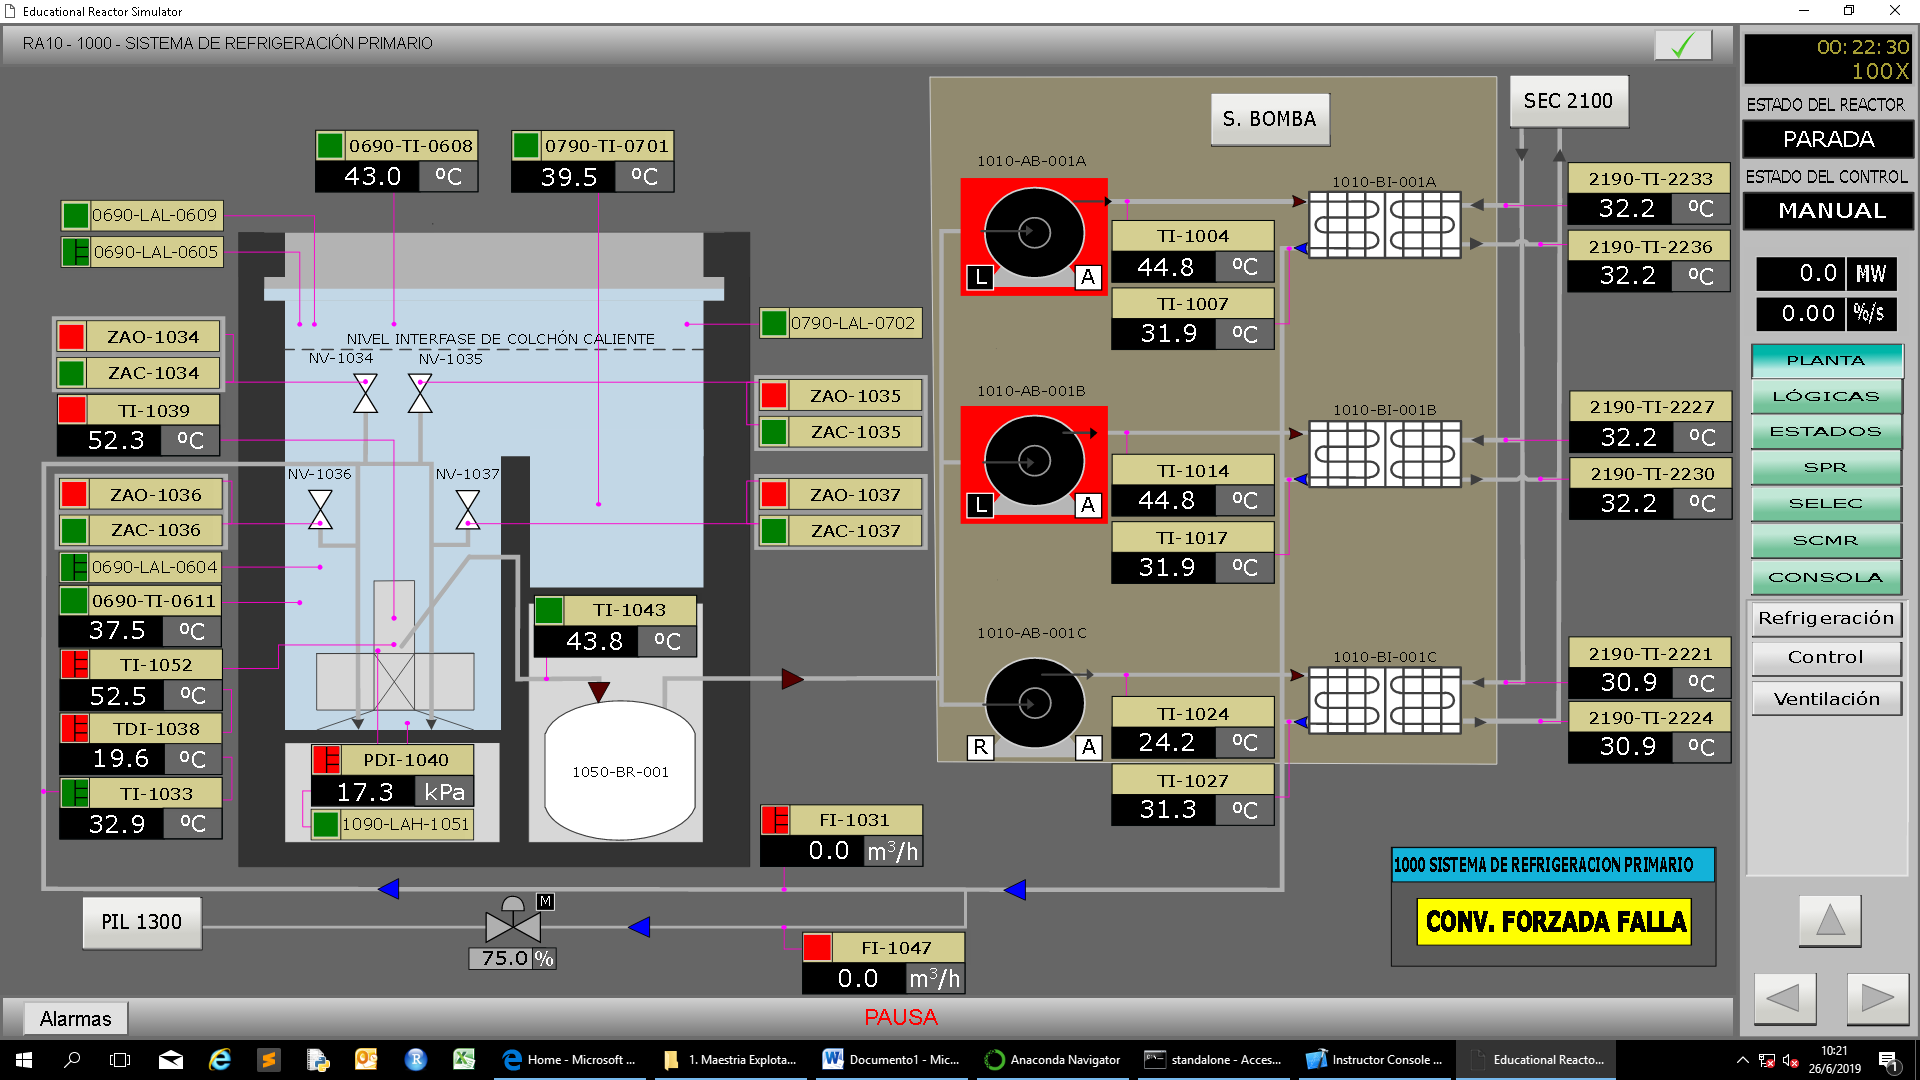 Educational Reactor Simulator
RA10 - 1000 - SISTEMA DE REFRIGERACIÓN PRIMARIO
00:22:30
100X
ESTADO DEL REACTOR
PARADA
ESTADO DEL CONTROL
MANUAL
0.0 MW
0.00 %/s
PLANTA
LÓGICAS
ESTADOS
SPR
SELEC
SCMR
CONSOLA
Refrigeración
Control
Ventilación
0690-TI-0608
43.0 ºC
0790-TI-0701
39.5 ºC
0690-LAL-0609
0690-LAL-0605
ZAO-1034
ZAC-1034
TI-1039
52.3 ºC
ZAO-1036
ZAC-1036
0690-LAL-0604
0690-TI-0611
37.5 ºC
TI-1052
52.5 ºC
TDI-1038
19.6 ºC
TI-1033
32.9 ºC
NIVEL INTERFASE DE COLCHÓN CALIENTE
NV-1034
NV-1035
NV-1036
NV-1037
0790-LAL-0702
ZAO-1035
ZAC-1035
ZAO-1037
ZAC-1037
TI-1043
43.8 ºC
1050-BR-001
PDI-1040
17.3 kPa
1090-LAH-1051
FI-1031
0.0 m³/h
FI-1047
0.0 m³/h
PIL 1300
M
75.0 %
S. BOMBA
SEC 2100
1010-AB-001A
L A
TI-1004
44.8 ºC
TI-1007
31.9 ºC
1010-BI-001A
2190-TI-2233
32.2 ºC
2190-TI-2236
32.2 ºC
1010-AB-001B
L A
TI-1014
44.8 ºC
TI-1017
31.9 ºC
1010-BI-001B
2190-TI-2227
32.2 ºC
2190-TI-2230
32.2 ºC
1010-AB-001C
R A
TI-1024
24.2 ºC
TI-1027
31.3 ºC
1010-BI-001C
2190-TI-2221
30.9 ºC
2190-TI-2224
30.9 ºC
1000 SISTEMA DE REFRIGERACION PRIMARIO
CONV. FORZADA FALLA
Alarmas
PAUSA
Home - Microsoft ...
1. Maestria Explota...
Documento1 - Mic...
Anaconda Navigator
standalone - Acces...
Instructor Console ...
Educational Reacto...
10:21
26/6/2019
1